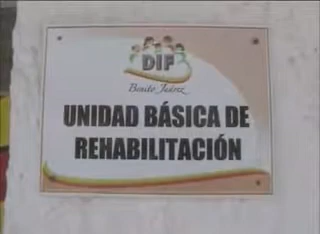 DIF
Benito Juárez
UNIDAD BÁSICA DE
REHABILITACIÓN